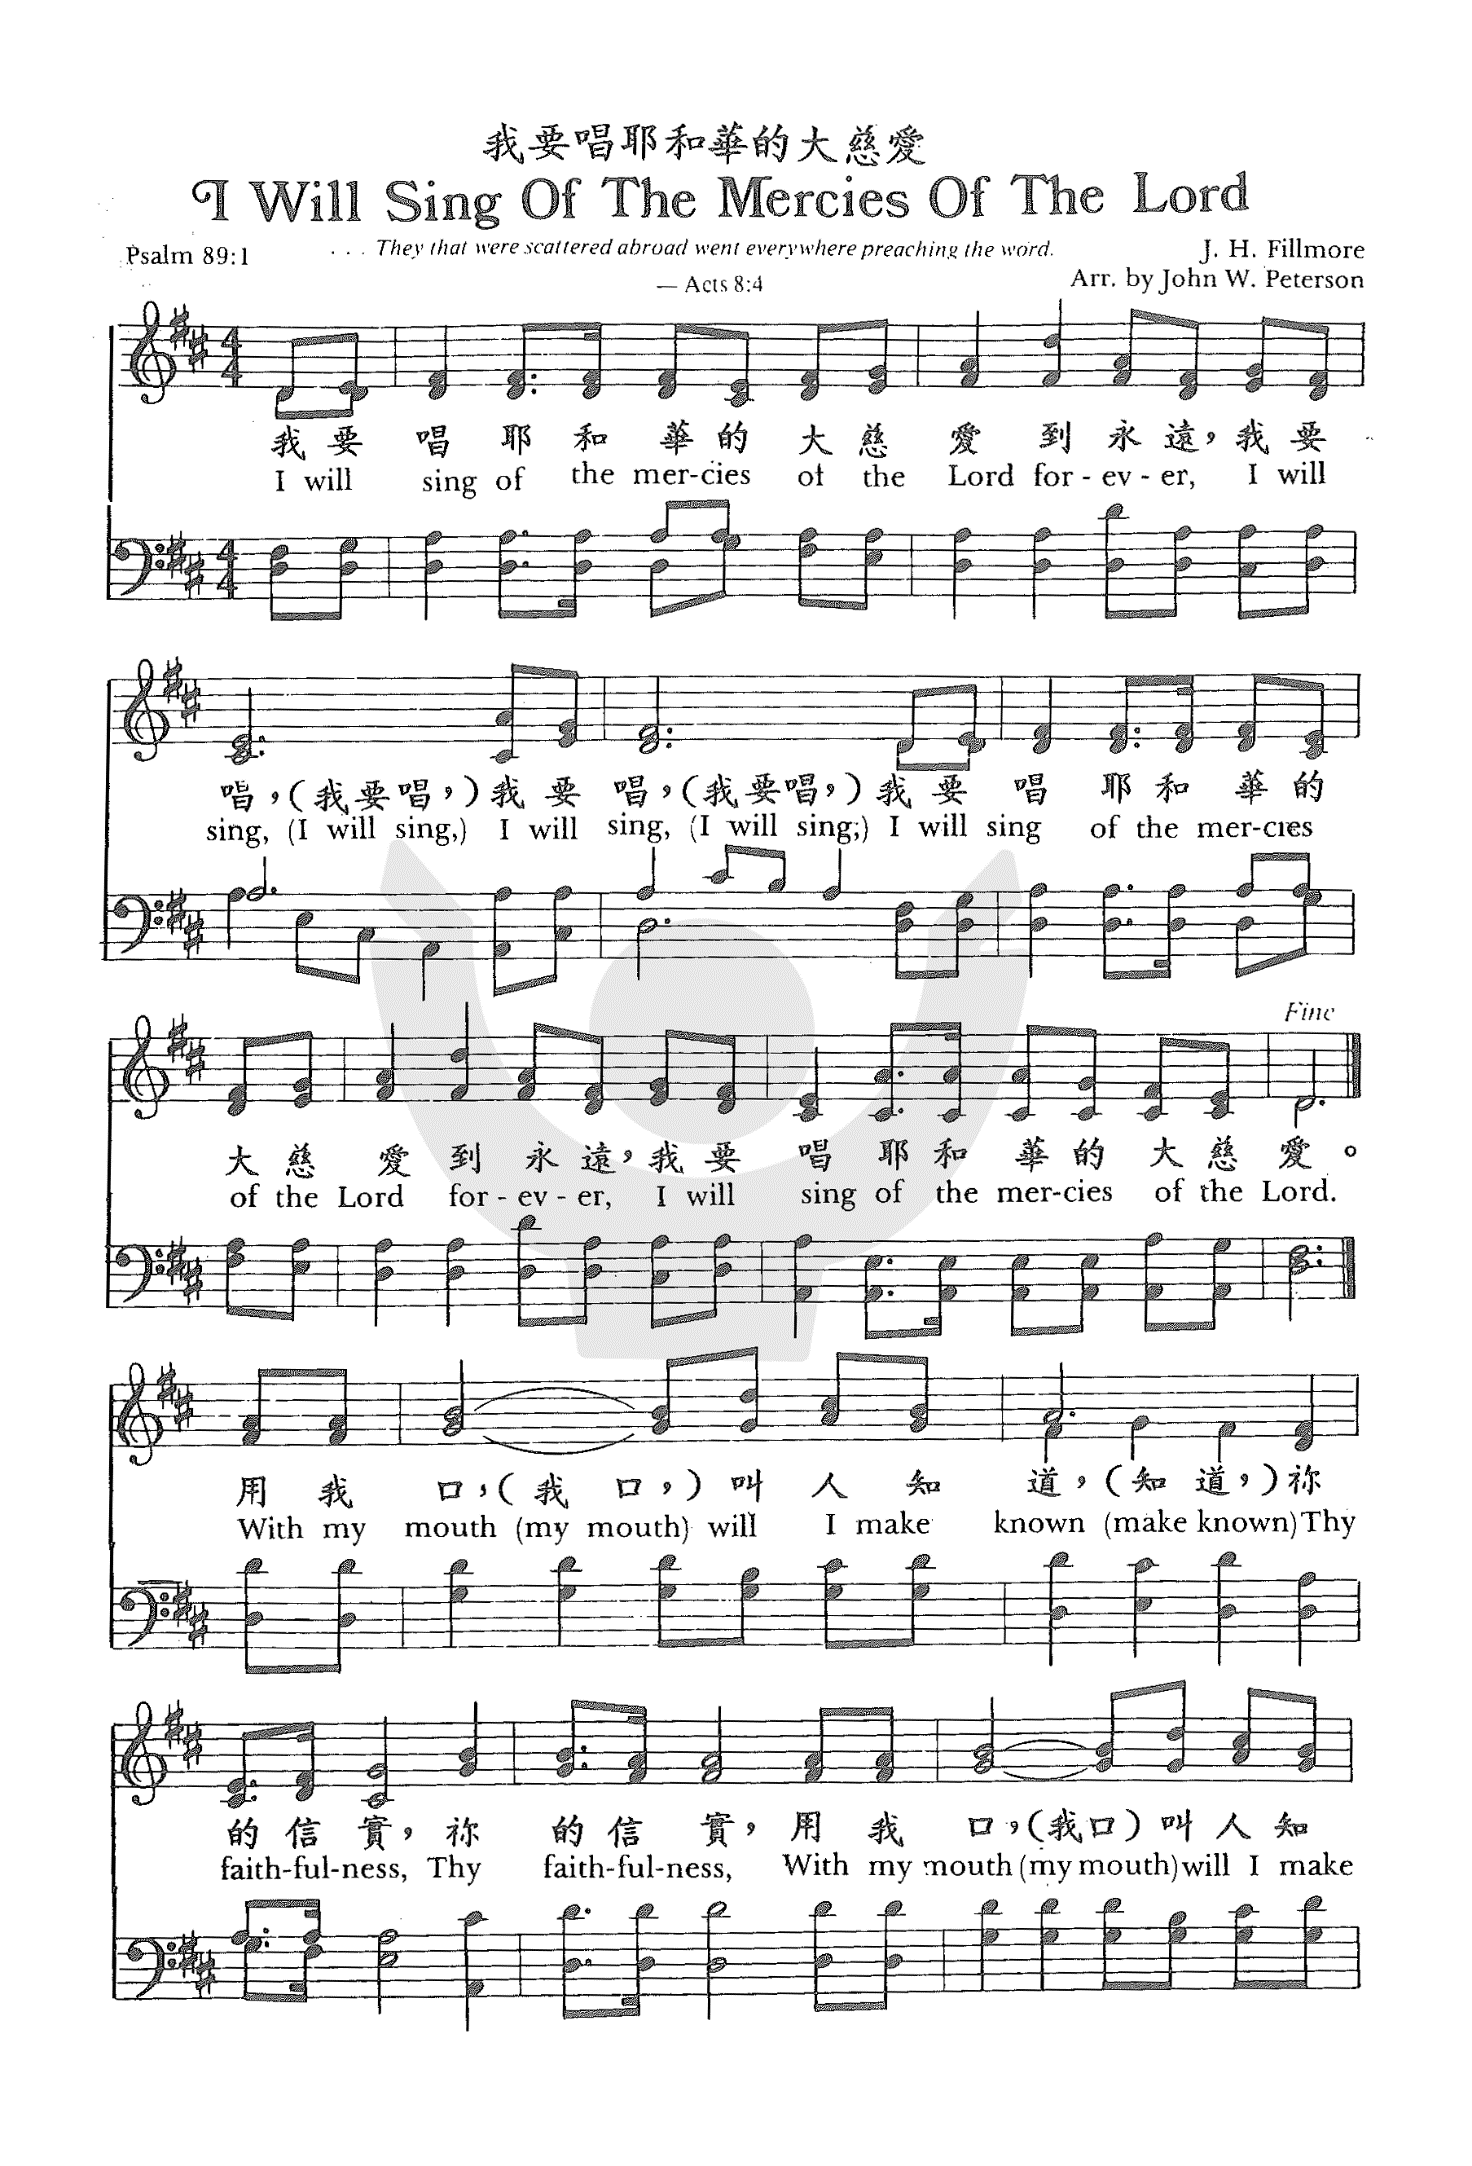 我要唱耶和華的大慈愛
I Will Sing Of The Mercies Of The Lord
Psalm 89:1
. . . They that were scattered abroad went everywhere preaching the word.
— Acts 8:4
J. H. Fillmore
Arr. by John W. Peterson
我 要 唱 耶 和 華 的 大 慈 愛 到 永 遠，我 要
I will sing of the mer-cies of the Lord for - ev - er, I will
唱，(我要唱，) 我 要 唱，(我要唱，) 我 要 唱 耶 和 華 的
sing, (I will sing,) I will sing, (I will sing;) I will sing of the mer-cies
Fine
大 慈 愛 到 永 遠，我 要 唱 耶 和 華 的 大 慈 愛。
of the Lord for - ev - er, I will sing of the mer-cies of the Lord.
用 我 口，(我 口，) 叫 人 知 道，(知 道，) 祢
With my mouth (my mouth) will I make known (make known) Thy
的 信 實，祢 的 信 實，用 我 口，(我口) 叫 人 知
faith-ful-ness, Thy faith-ful-ness, With my mouth (my mouth) will I make